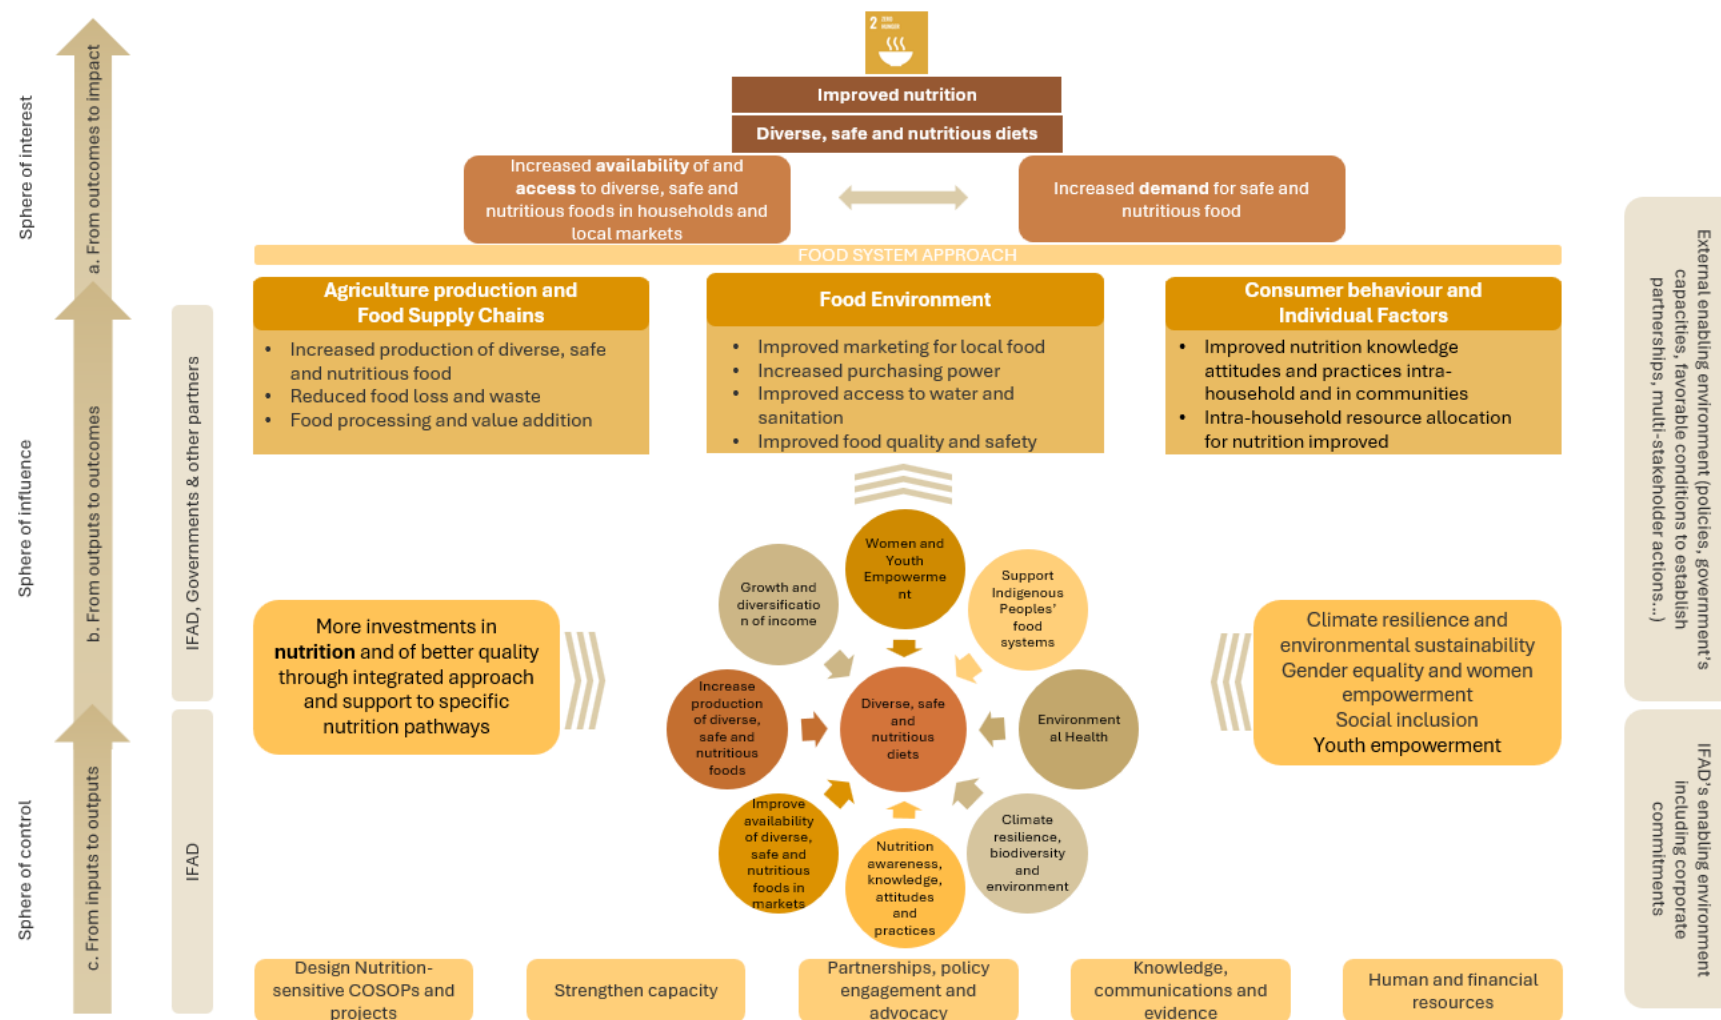 2 ZERO
HUNGER
Improved nutrition
Diverse, safe and nutritious diets
Increased availability of and
access to diverse, safe and
nutritious foods in households and
local markets
Increased demand for safe and
nutritious food
FOOD SYSTEM APPROACH
Agriculture production and
Food Supply Chains
• Increased production of diverse, safe
and nutritious food
• Reduced food loss and waste
• Food processing and value addition
Food Environment
• Improved marketing for local food
• Increased purchasing power
• Improved access to water and
sanitation
• Improved food quality and safety
Consumer behaviour and
Individual Factors
• Improved nutrition knowledge
attitudes and practices intra-
household and in communities
• Intra-household resource allocation
for nutrition improved
Sphere of interest
a. From outcomes to impact
Sphere of influence
b. From outputs to outcomes
IFAD, Governments & other partners
Sphere of control
c. From inputs to outputs
IFAD
More investments in
nutrition and of better quality
through integrated approach
and support to specific
nutrition pathways
Women and
Youth
Empowerme
nt
Growth and
diversificatio
n of income
Support
Indigenous
Peoples’
food
systems
Increase
production
of diverse,
safe and
nutritious
foods
Diverse, safe
and
nutritious
diets
Environment
al Health
Improve
availability
of diverse,
safe and
nutritious
foods in
markets
Nutrition
awareness,
knowledge,
attitudes
and
practices
Climate
resilience,
biodiversity
and
environment
Climate resilience and
environmental sustainability
Gender equality and women
empowerment
Social inclusion
Youth empowerment
External enabling environment (policies, government’s
capacities, favorable conditions to establish
partnerships, multi-stakeholder actions...)
IFAD’s enabling environment
including corporate
commitments
Design Nutrition-
sensitive COSOPs and
projects
Strengthen capacity
Partnerships, policy
engagement and
advocacy
Knowledge,
communications and
evidence
Human and financial
resources